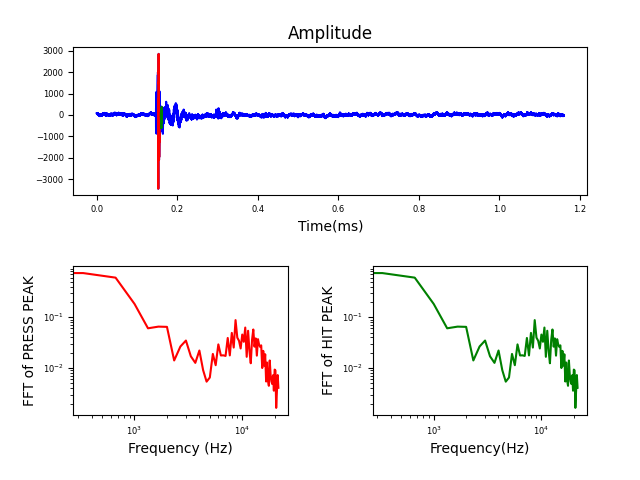 Amplitude
3000
2000
1000
0
−1000
−2000
−3000
0.0 0.2 0.4 0.6 0.8 1.0 1.2
Time(ms)
FFT of PRESS PEAK
10⁻¹
10⁻²
10³ 10⁴
Frequency (Hz)
FFT of HIT PEAK
10⁻¹
10⁻²
10³ 10⁴
Frequency(Hz)